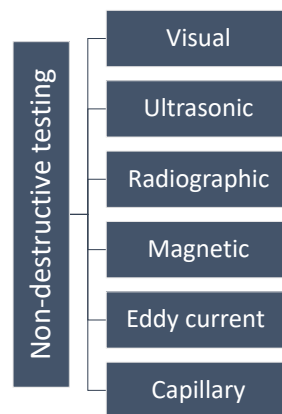 Non-destructive testing
Visual
Ultrasonic
Radiographic
Magnetic
Eddy current
Capillary